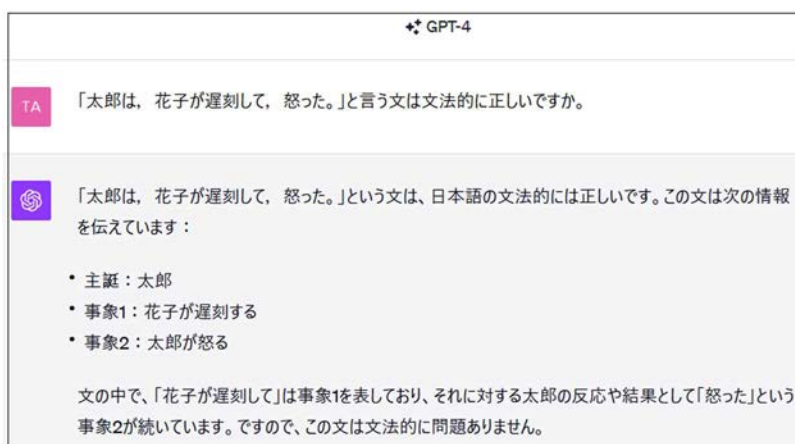 GPT-4
TA
「太郎は，花子が遅刻して，怒った。」と言う文は文法的に正しいですか。
「太郎は，花子が遅刻して，怒った。」という文は、日本語の文法的には正しいです。この文は次の情報
を伝えています：
• 主語：太郎
• 事象1：花子が遅刻する
• 事象2：太郎が怒る
文の中で、「花子が遅刻して」は事象1を表しており、それに対する太郎の反応や結果として「怒った」という
事象2が続いています。ですので、この文は文法的に問題ありません。